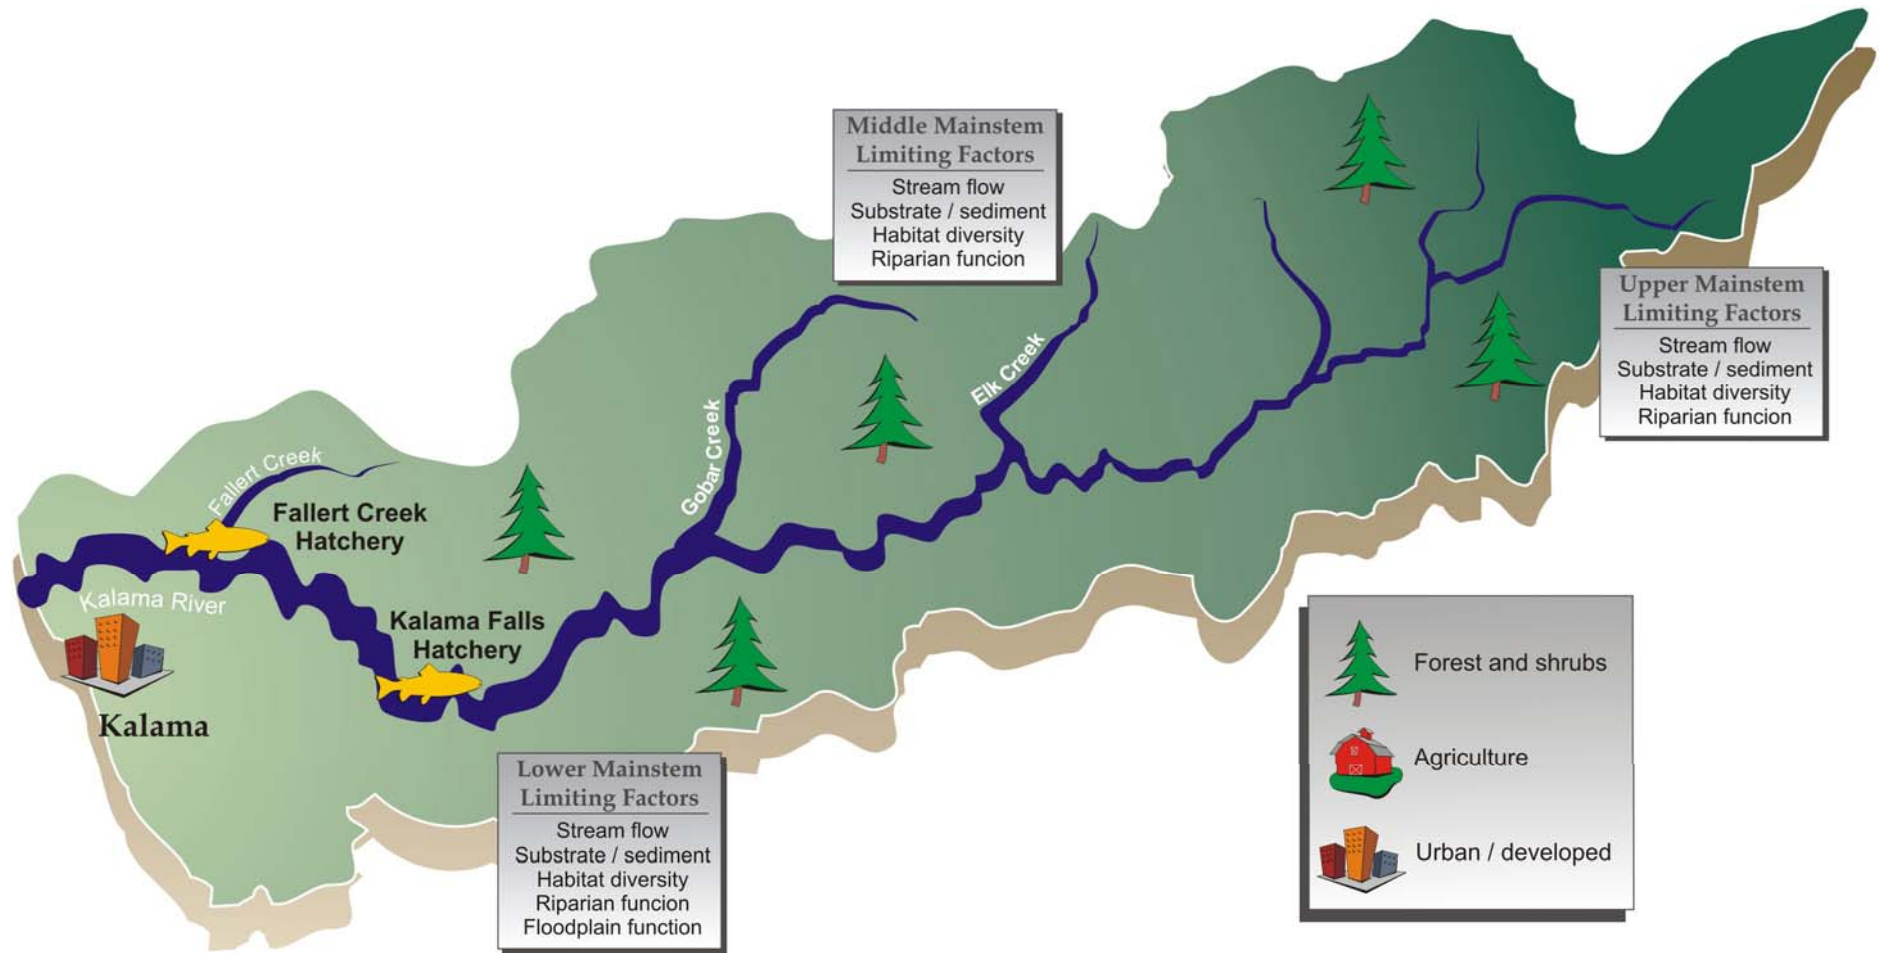 Middle Mainstem
Limiting Factors
Stream flow
Substrate / sediment
Habitat diversity
Riparian funcion
Upper Mainstem
Limiting Factors
Stream flow
Substrate / sediment
Habitat diversity
Riparian funcion
Elk Creek
Gobar Creek
Fallert Creek
Fallert Creek
Hatchery
Kalama River
Kalama Falls
Hatchery
Kalama
Lower Mainstem
Limiting Factors
Stream flow
Substrate / sediment
Habitat diversity
Riparian funcion
Floodplain function
Forest and shrubs
Agriculture
Urban / developed